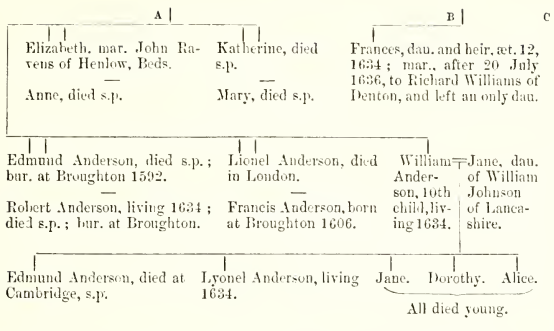 A B C
Elizabeth, mar. John Ra-
vens of Henlow, Beds.
—
Anne, died s.p.
Katherine, died
s.p.
—
Mary, died s.p.
Frances, dau. and heir, æt. 12,
1634 ; mar., after 20 July
1636, to Richard Williams of
Denton, and left an only dau.
Edmund Anderson, died s.p. ;
bur. at Broughton 1592.
—
Robert Anderson, living 1634 ;
died s.p. ; bur. at Broughton.
Lionel Anderson, died
in London.
—
Francis Anderson, born
at Broughton 1606.
William
Ander-
son, 10th
child, liv-
ing 1634.
Jane, dau.
of William
Johnson
of Lanca-
shire.
Edmund Anderson, died at
Cambridge, s.p.
Lyonel Anderson, living
1634.
Jane. Dorothy. Alice.
All died young.